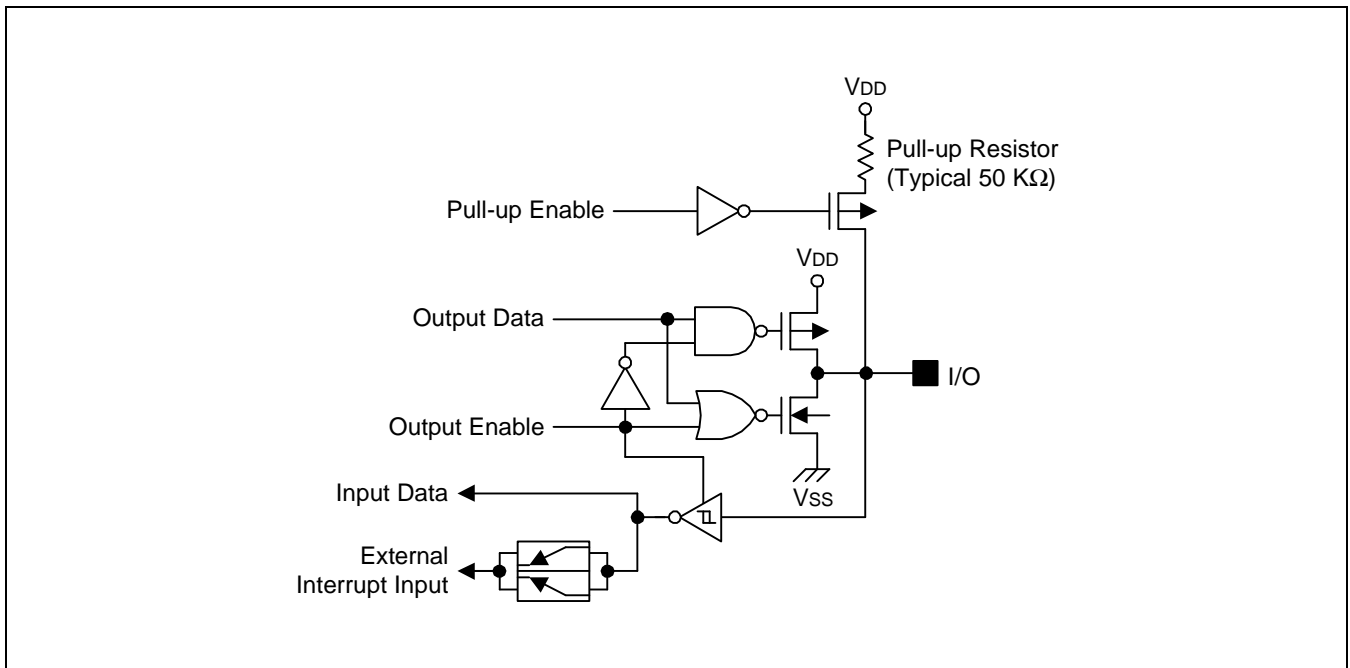 VDD
Pull-up Resistor
(Typical 50 KΩ)
Pull-up Enable
VDD
Output Data
I/O
Output Enable
Input Data
VSS
External
Interrupt Input